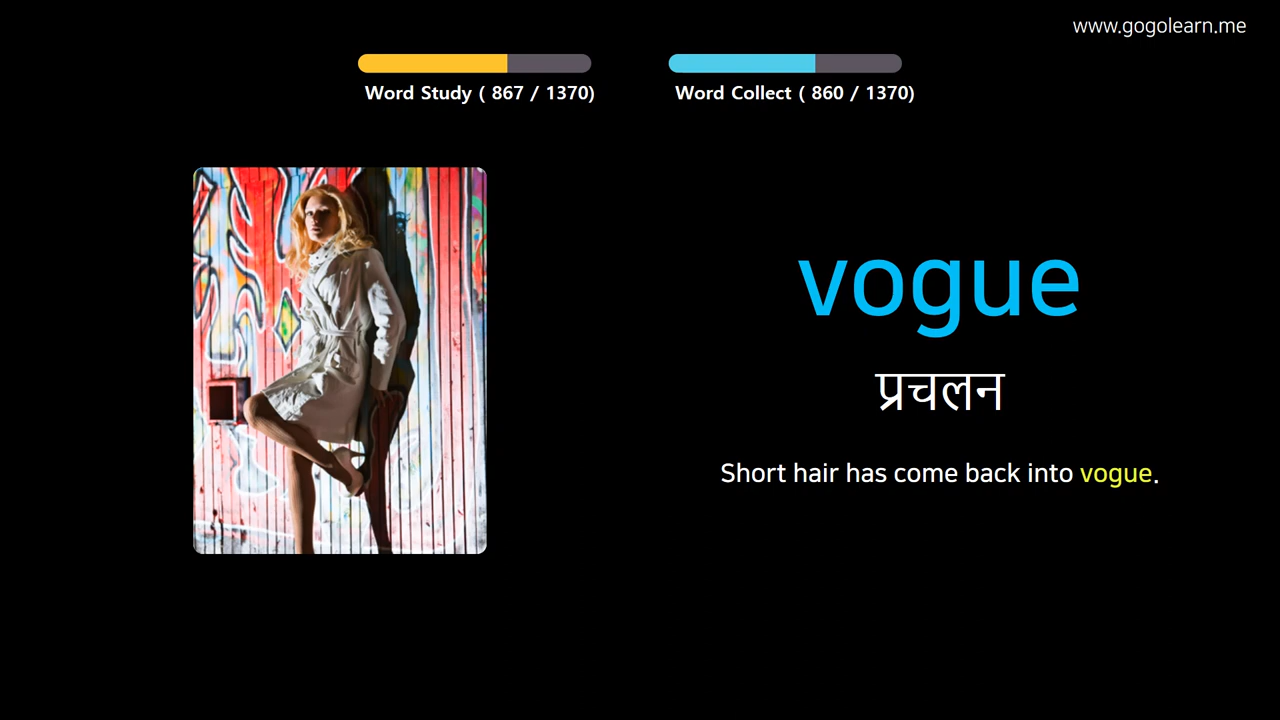 www.gogolearn.me
Word Study ( 867 / 1370)
Word Collect ( 860 / 1370)
vogue
प्रचलन
Short hair has come back into vogue.